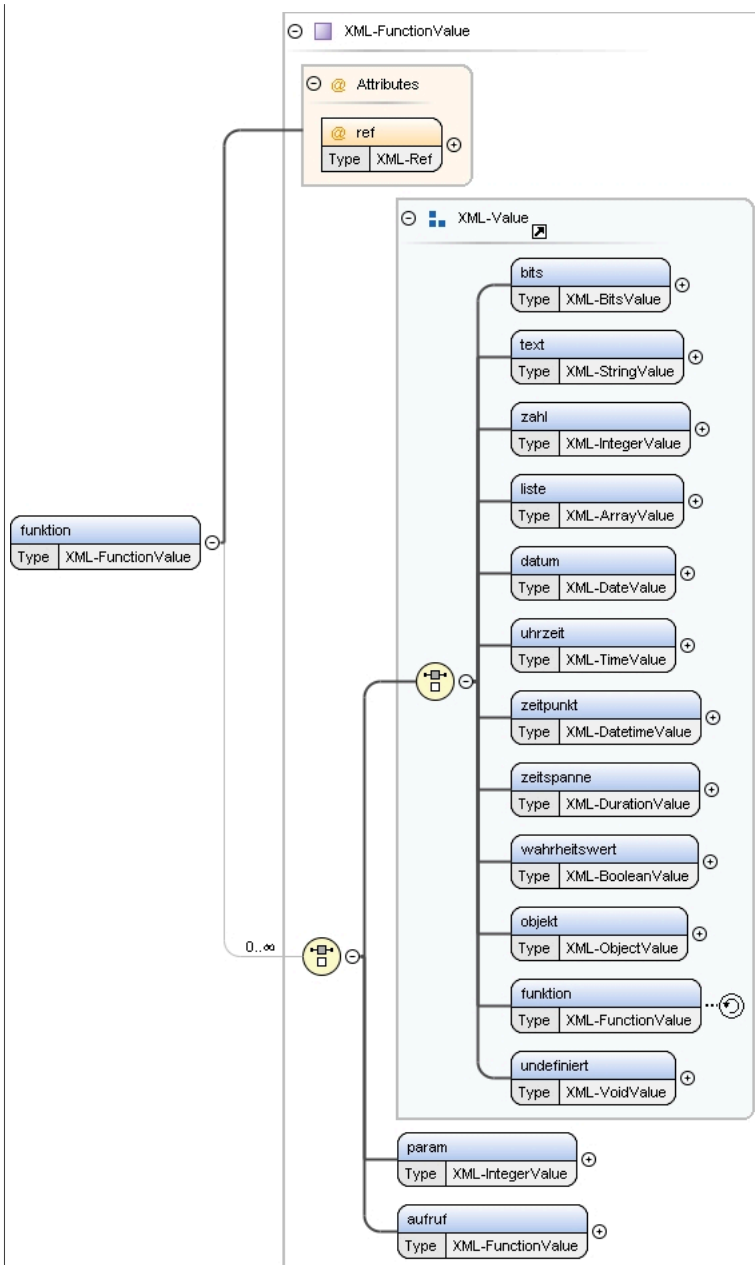 XML-FunctionValue
@ Attributes
@ ref
Type XML-Ref
XML-Value
bits
Type XML-BitsValue
text
Type XML-StringValue
zahl
Type XML-IntegerValue
liste
Type XML-ArrayValue
funktion
Type XML-FunctionValue
datum
Type XML-DateValue
uhrzeit
Type XML-TimeValue
zeitpunkt
Type XML-DatetimeValue
zeitspanne
Type XML-DurationValue
wahrheitswert
Type XML-BooleanValue
objekt
Type XML-ObjectValue
0..∞
funktion
Type XML-FunctionValue
undefiniert
Type XML-VoidValue
param
Type XML-IntegerValue
aufruf
Type XML-FunctionValue